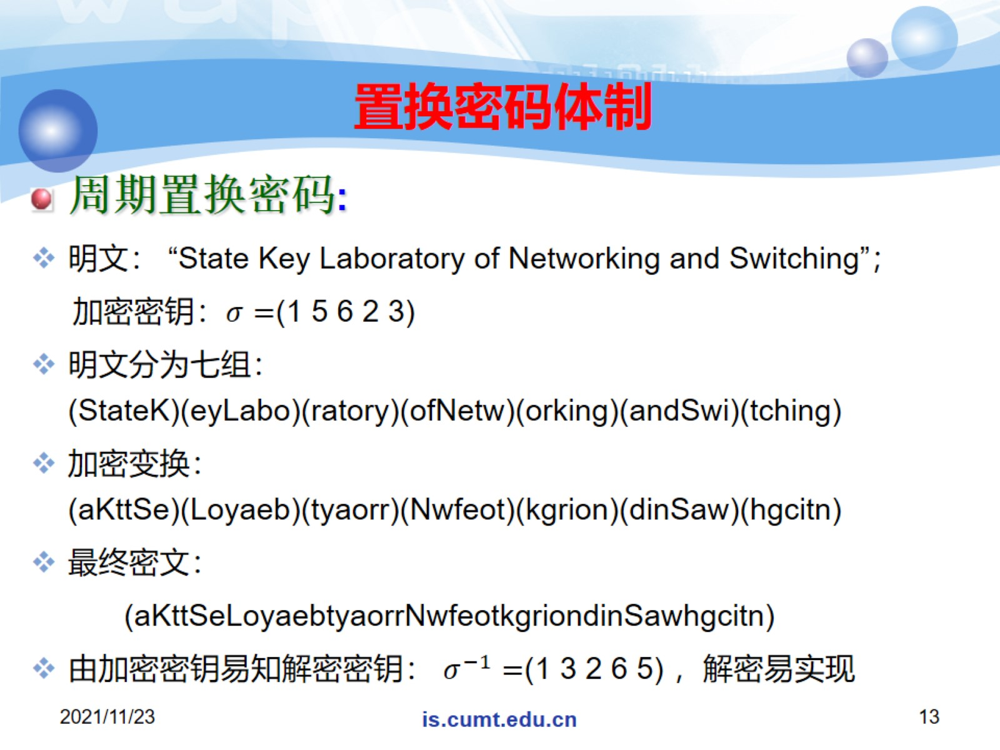 置换密码体制
周期置换密码:
明文： “State Key Laboratory of Networking and Switching”；
加密密钥：σ =(1 5 6 2 3)
明文分为七组：
(StateK)(eyLabo)(ratory)(ofNetw)(orking)(andSwi)(tching)
加密变换：
(aKttSe)(Loyaeb)(tyaorr)(Nwfeot)(kgrion)(dinSaw)(hgcitn)
最终密文：
(aKttSeLoyaebtyaorrNwfeotkgriondinSawhgcitn)
由加密密钥易知解密密钥： σ⁻¹ =(1 3 2 6 5) ，解密易实现
2021/11/23
is.cumt.edu.cn
13